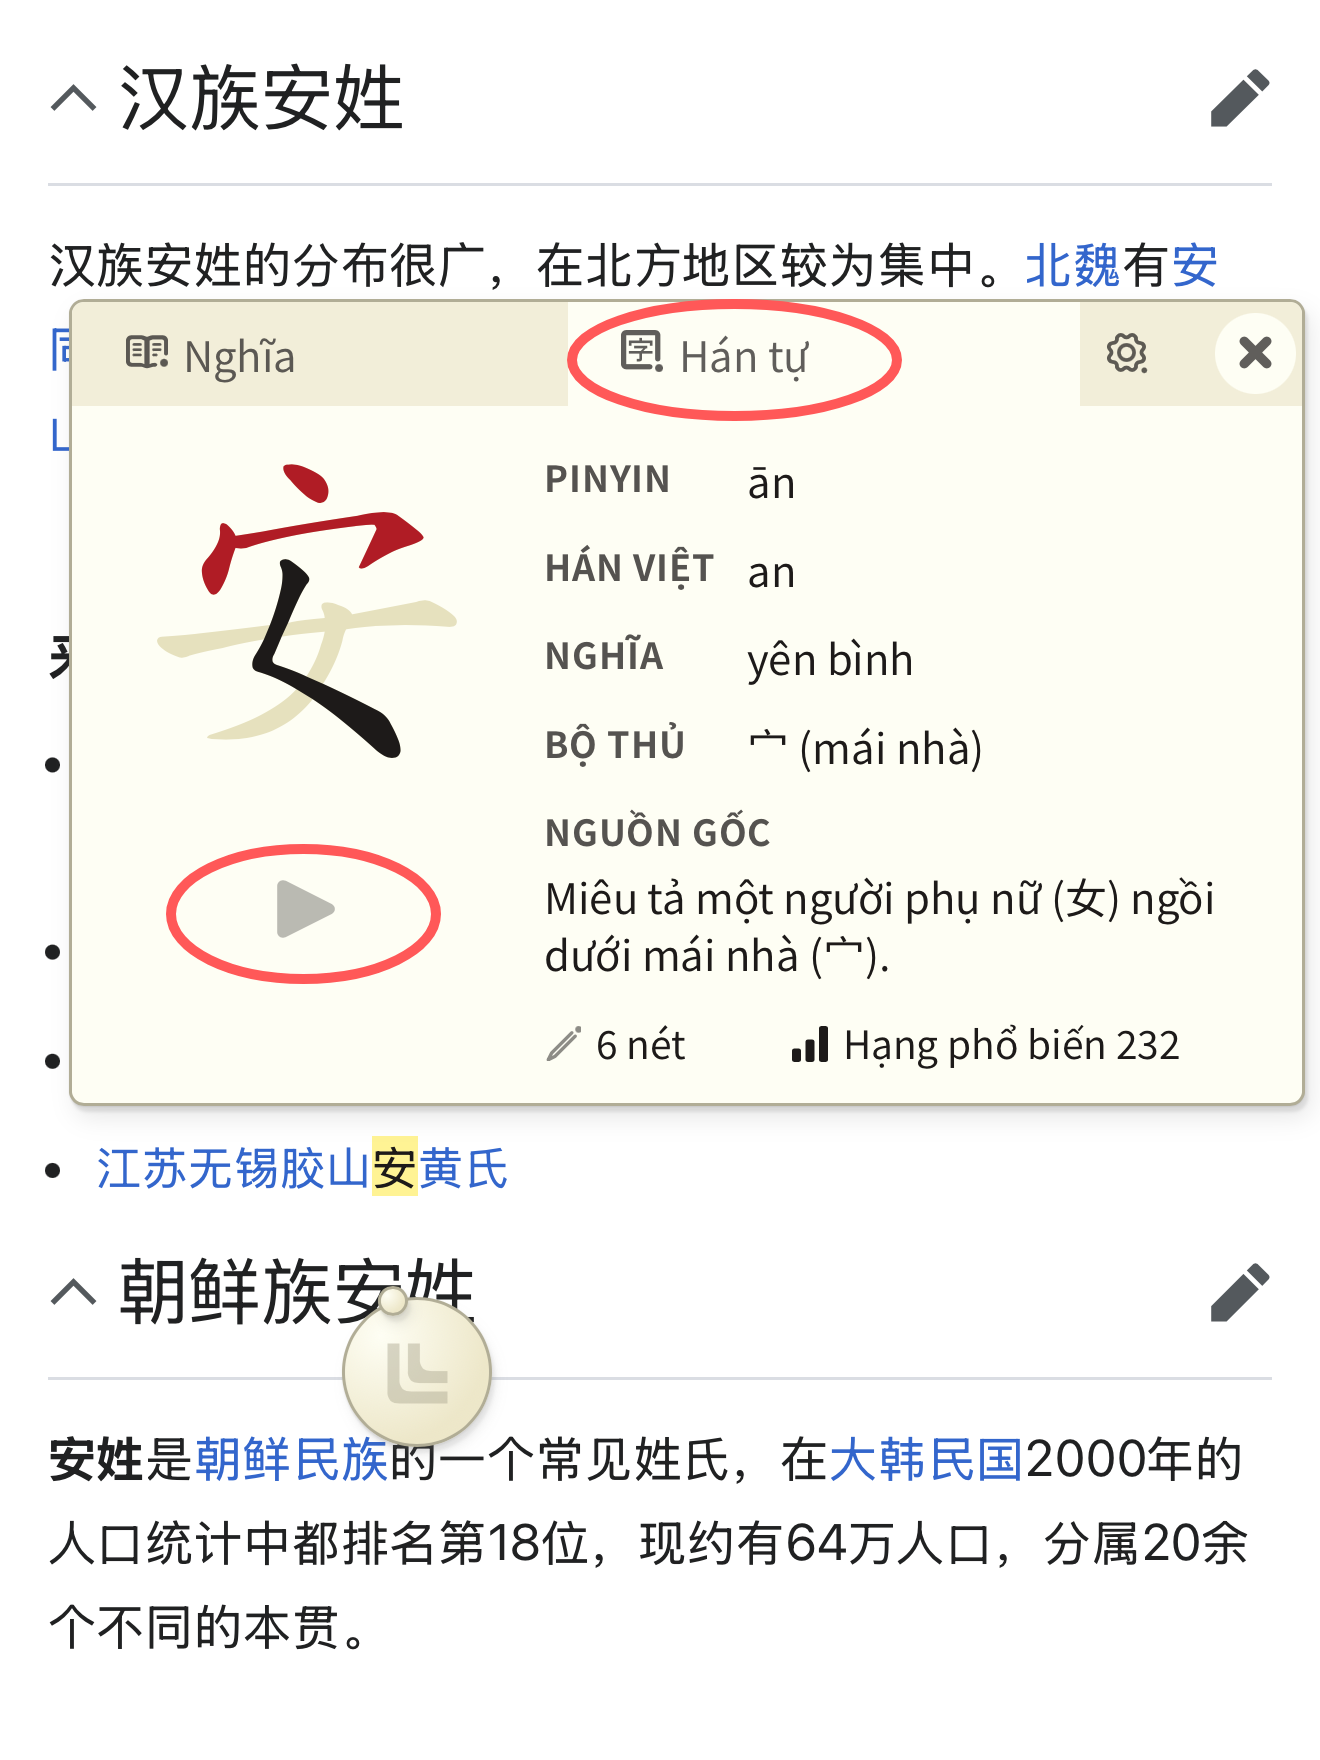 汉族安姓
汉族安姓的分布很广，在北方地区较为集中。北魏有安
Nghĩa
Hán tự
安
PINYIN ān
HÁN VIỆT an
NGHĨA yên bình
BỘ THỦ 宀 (mái nhà)
NGUỒN GỐC
Miêu tả một người phụ nữ (女) ngồi
dưới mái nhà (宀).
6 nét
Hạng phổ biến 232
江苏无锡胶山安黄氏
朝鲜族安姓
安姓是朝鲜民族的一个常见姓氏，在大韩民国2000年的
人口统计中都排名第18位，现约有64万人口，分属20余
个不同的本贯。